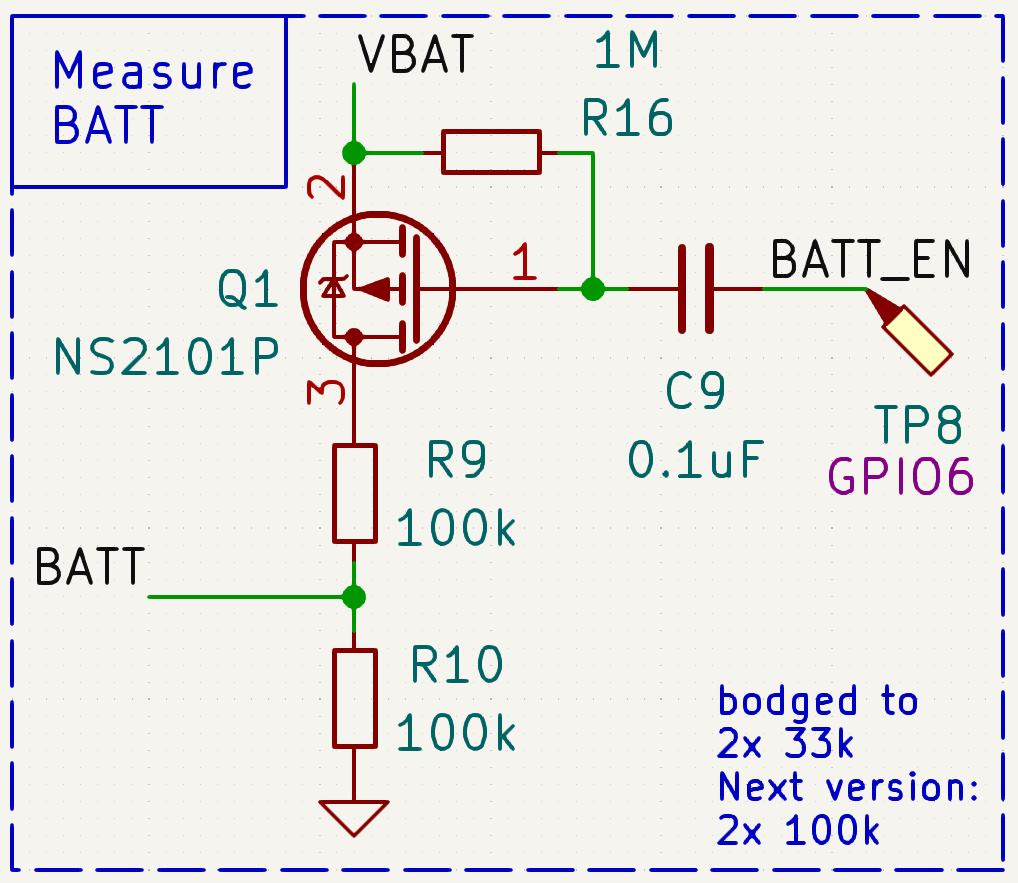 Measure
BATT
VBAT
1M
R16
2
1
BATT_EN
Q1
NS2101P
3
C9
0.1uF
TP8
GPIO6
R9
100k
BATT
R10
100k
bodged to
2x 33k
Next version:
2x 100k